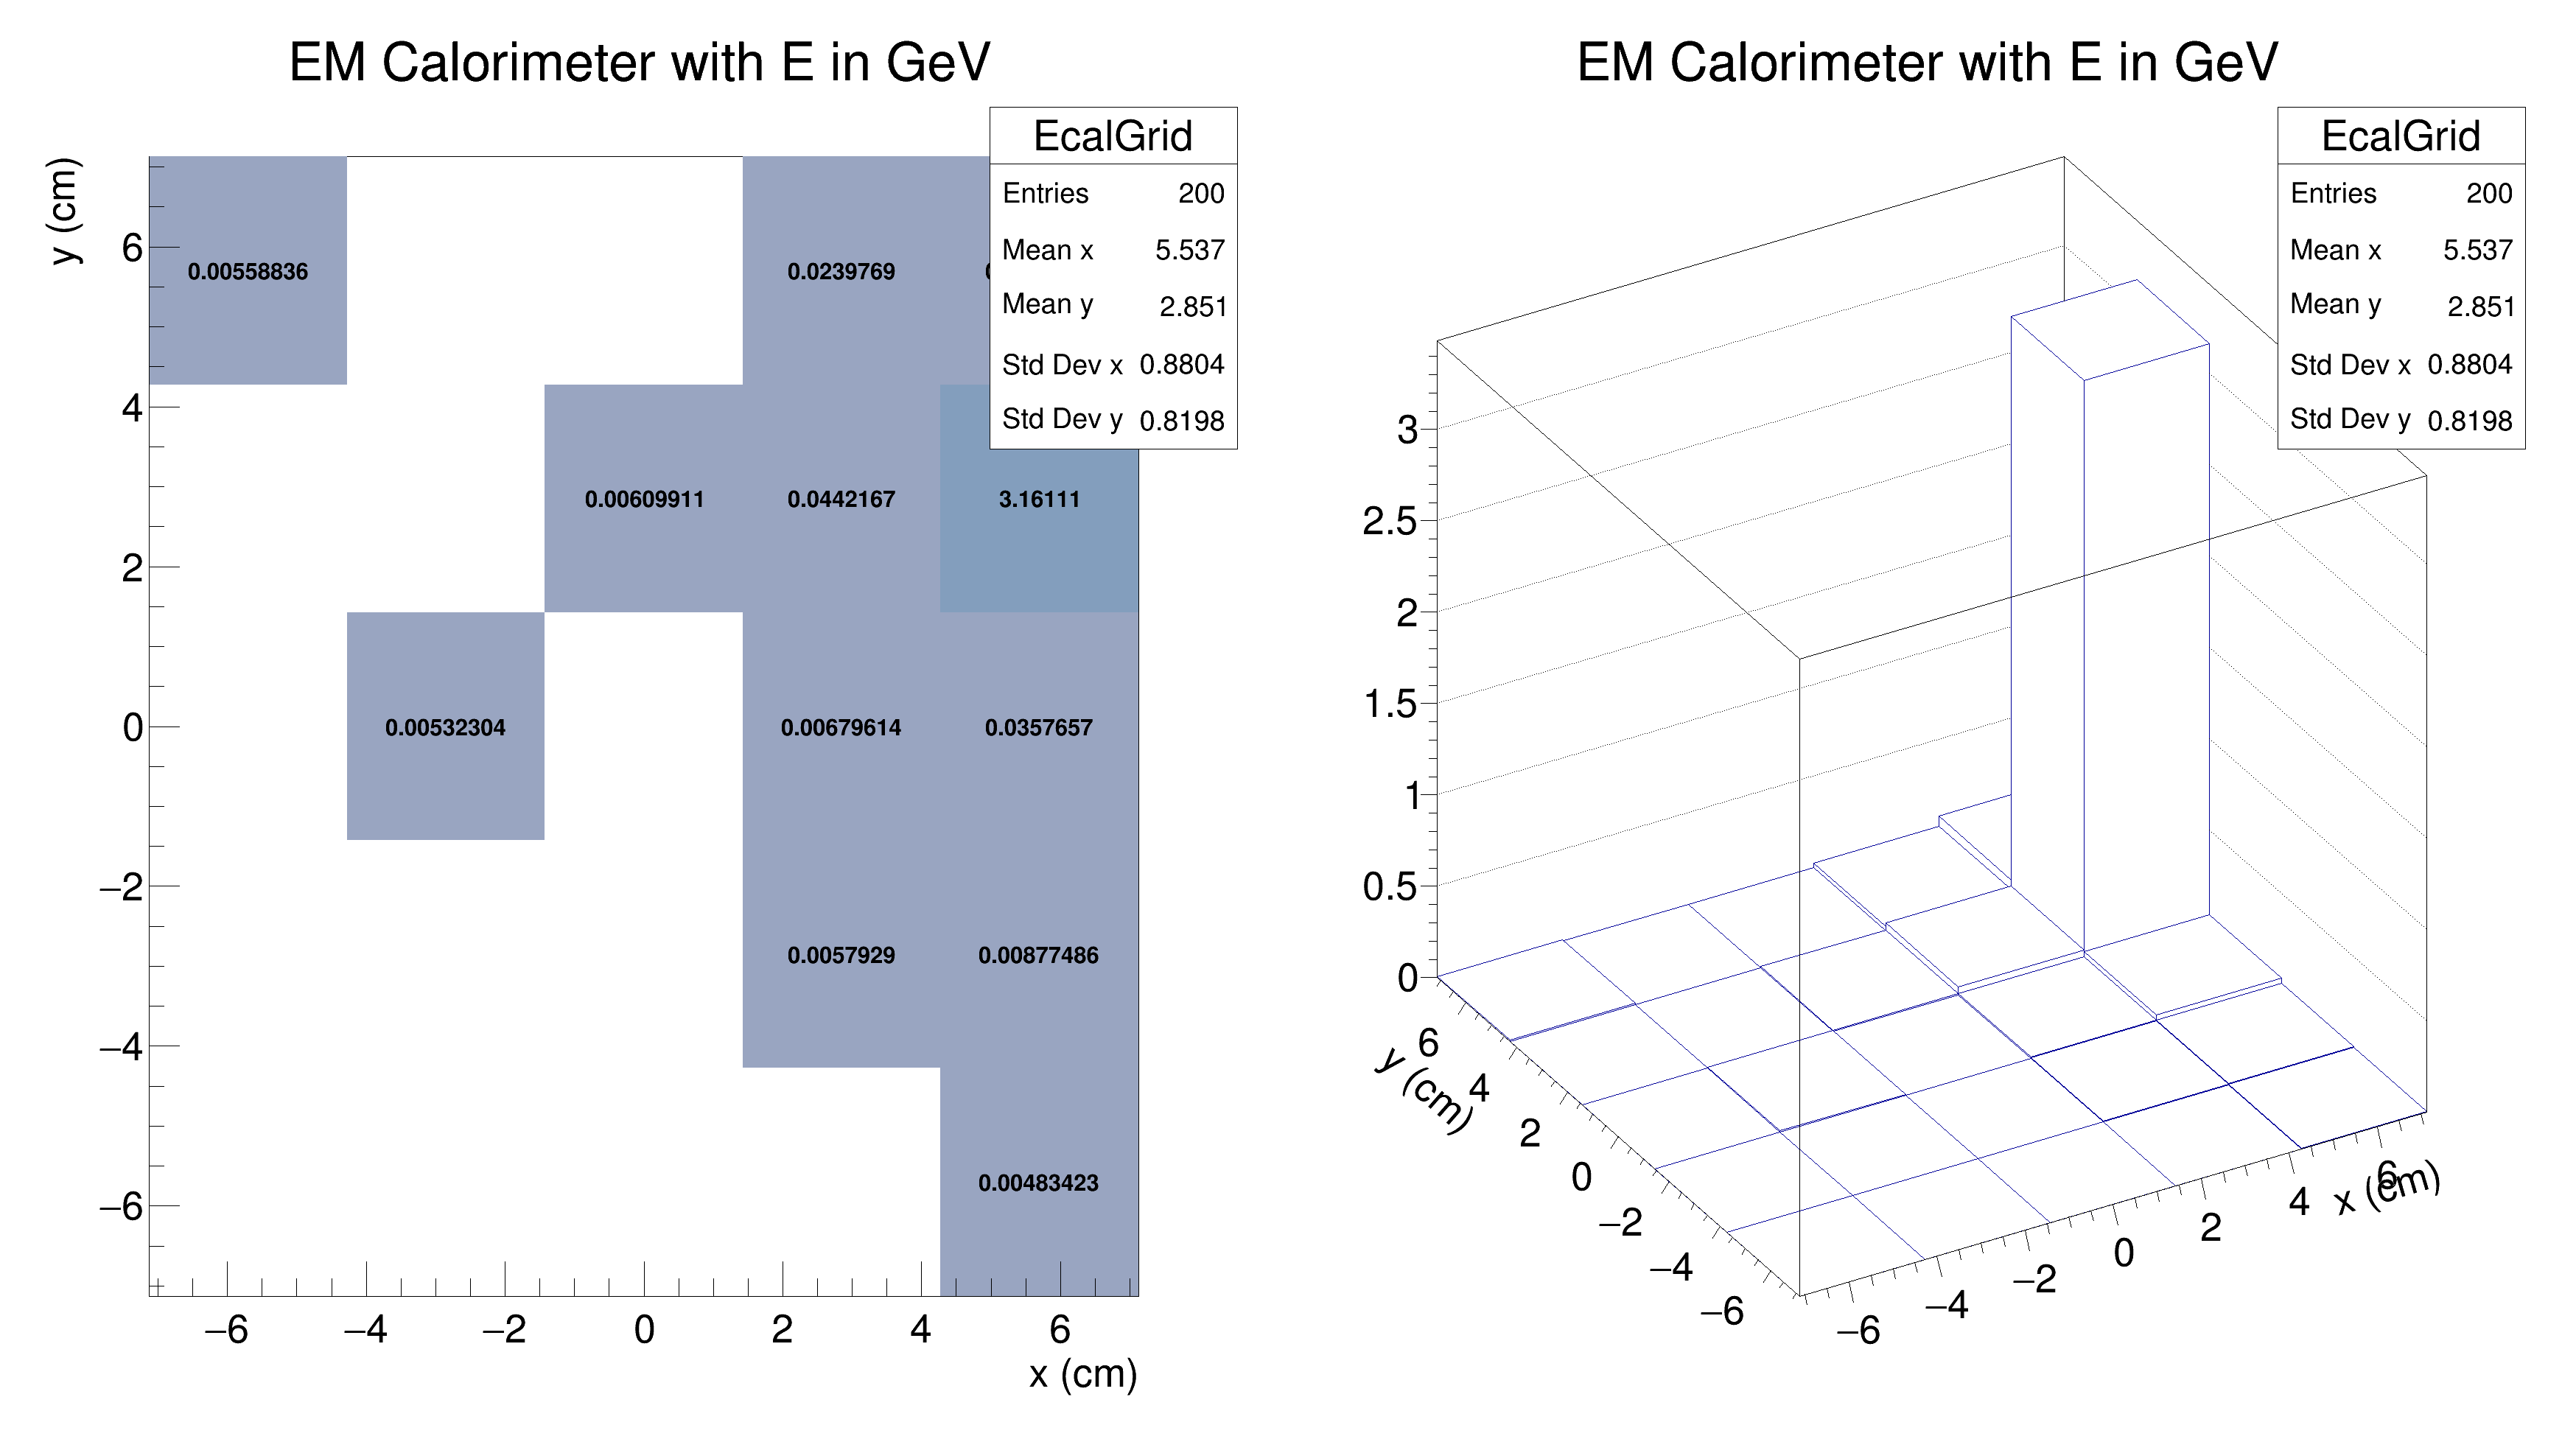 EM Calorimeter with E in GeV
EcalGrid
Entries 200
Mean x 5.537
Mean y 2.851
Std Dev x 0.8804
Std Dev y 0.8198
y (cm)
6
4
2
0
−2
−4
−6
0.00558836
0.0239769
0.00609911
0.0442167
3.16111
0.00532304
0.00679614
0.0357657
0.0057929
0.00877486
0.00483423
−6 −4 −2 0 2 4 6
x (cm)
EM Calorimeter with E in GeV
EcalGrid
Entries 200
Mean x 5.537
Mean y 2.851
Std Dev x 0.8804
Std Dev y 0.8198
3
2.5
2
1.5
1
0.5
0
y (cm)
6
4
2
0
−2
−4
−6
−6
−4
−2
0
2
4
6
x (cm)